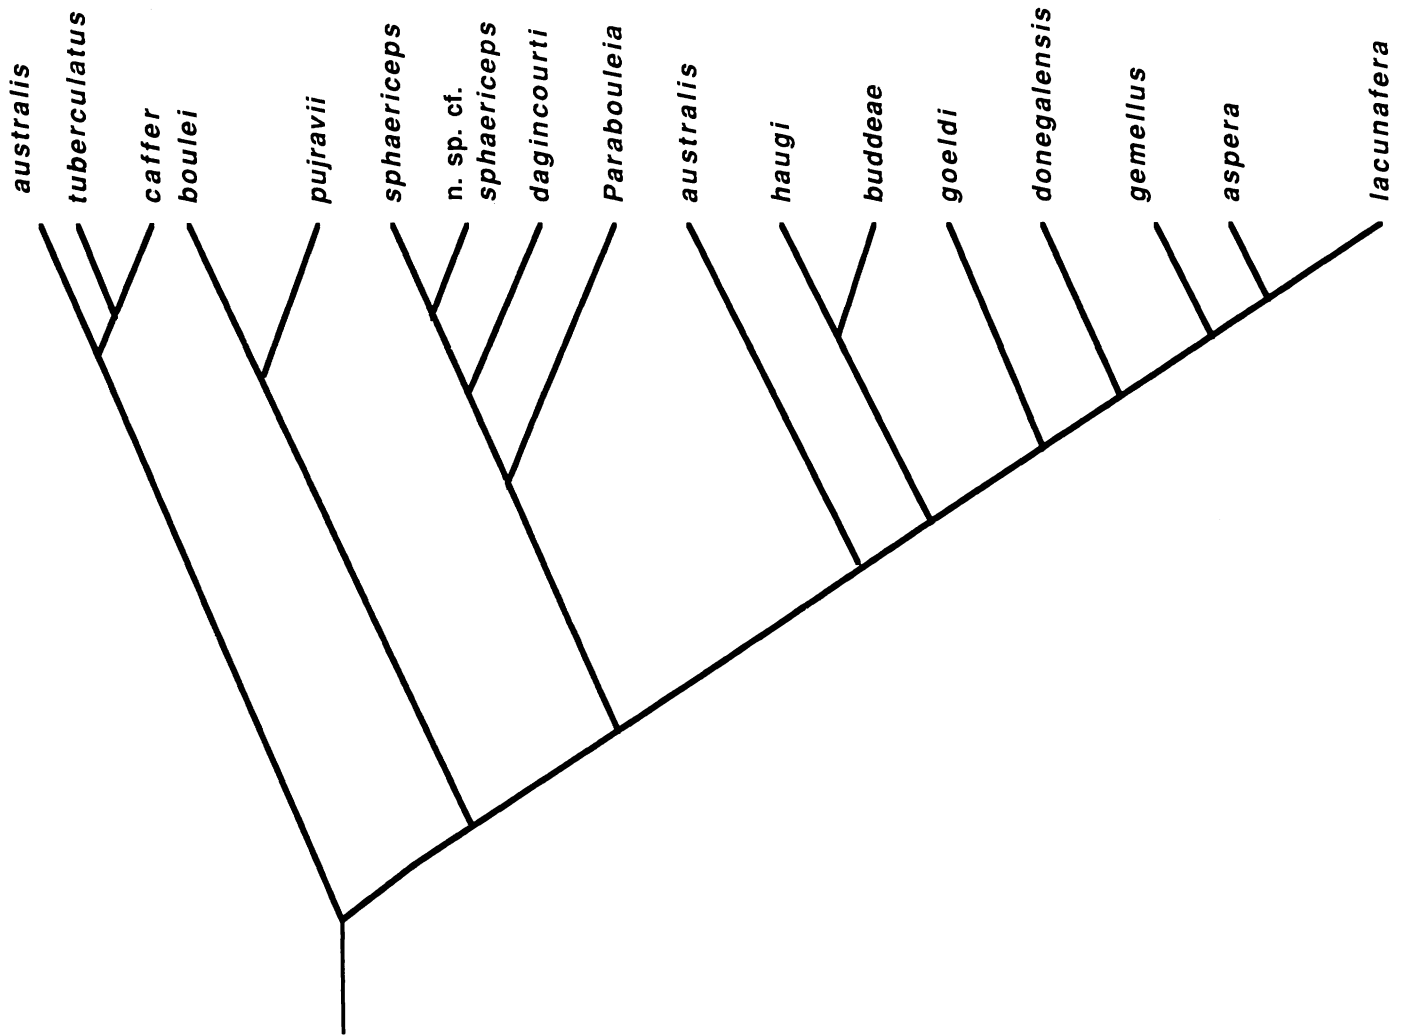 australis
tuberculatus
caffer
boulei
pujravii
sphaericeps
n. sp. cf.
sphaericeps
dagincourti
Parabouleia
australis
haugi
buddeae
goeldi
donegalensis
gemellus
aspera
lacunafera